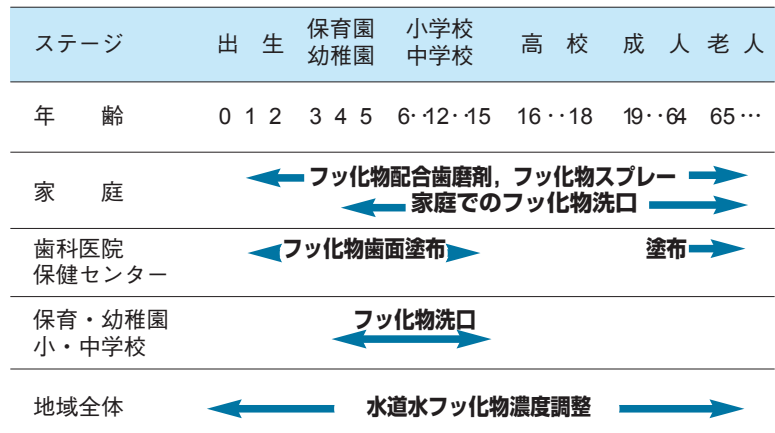 ステージ 出 生 保育園 幼稚園 小学校 中学校 高 校 成 人 老 人
年 齢 0 1 2 3 4 5 6‥12‥15 16‥18 19‥64 65…
家 庭 フッ化物配合歯磨剤，フッ化物スプレー
家庭でのフッ化物洗口
歯科医院 フッ化物歯面塗布 塗布
保健センター
保育・幼稚園 フッ化物洗口
小・中学校
地域全体 水道水フッ化物濃度調整